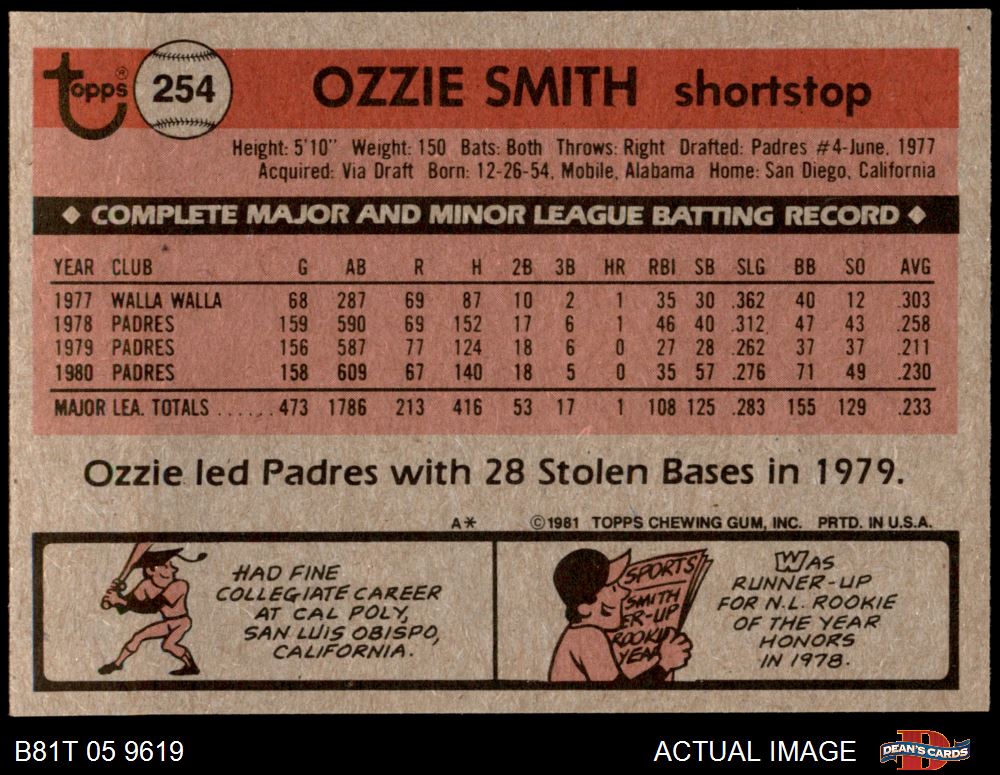 topps® 254 OZZIE SMITH shortstop
Height: 5'10" Weight: 150 Bats: Both Throws: Right Drafted: Padres #4-June, 1977
Acquired: Via Draft Born: 12-26-54, Mobile, Alabama Home: San Diego, California
◆ COMPLETE MAJOR AND MINOR LEAGUE BATTING RECORD ◆
YEAR CLUB G AB R H 2B 3B HR RBI SB SLG BB SO AVG
1977 WALLA WALLA 68 287 69 87 10 2 1 35 30 .362 40 12 .303
1978 PADRES 159 590 69 152 17 6 1 46 40 .312 47 43 .258
1979 PADRES 156 587 77 124 18 6 0 27 28 .262 37 37 .211
1980 PADRES 158 609 67 140 18 5 0 35 57 .276 71 49 .230
MAJOR LEA. TOTALS ...... 473 1786 213 416 53 17 1 108 125 .283 155 129 .233
Ozzie led Padres with 28 Stolen Bases in 1979.
A* ©1981 TOPPS CHEWING GUM, INC. PRTD. IN U.S.A.
HAD FINE
COLLEGIATE CAREER
AT CAL POLY,
SAN LUIS OBISPO,
CALIFORNIA.
SPORTS
SMITH
ER-UP
ROOKI
YEA
WAS
RUNNER-UP
FOR N.L. ROOKIE
OF THE YEAR
HONORS
IN 1978.
B81T 05 9619 ACTUAL IMAGE D DEAN'S CARDS